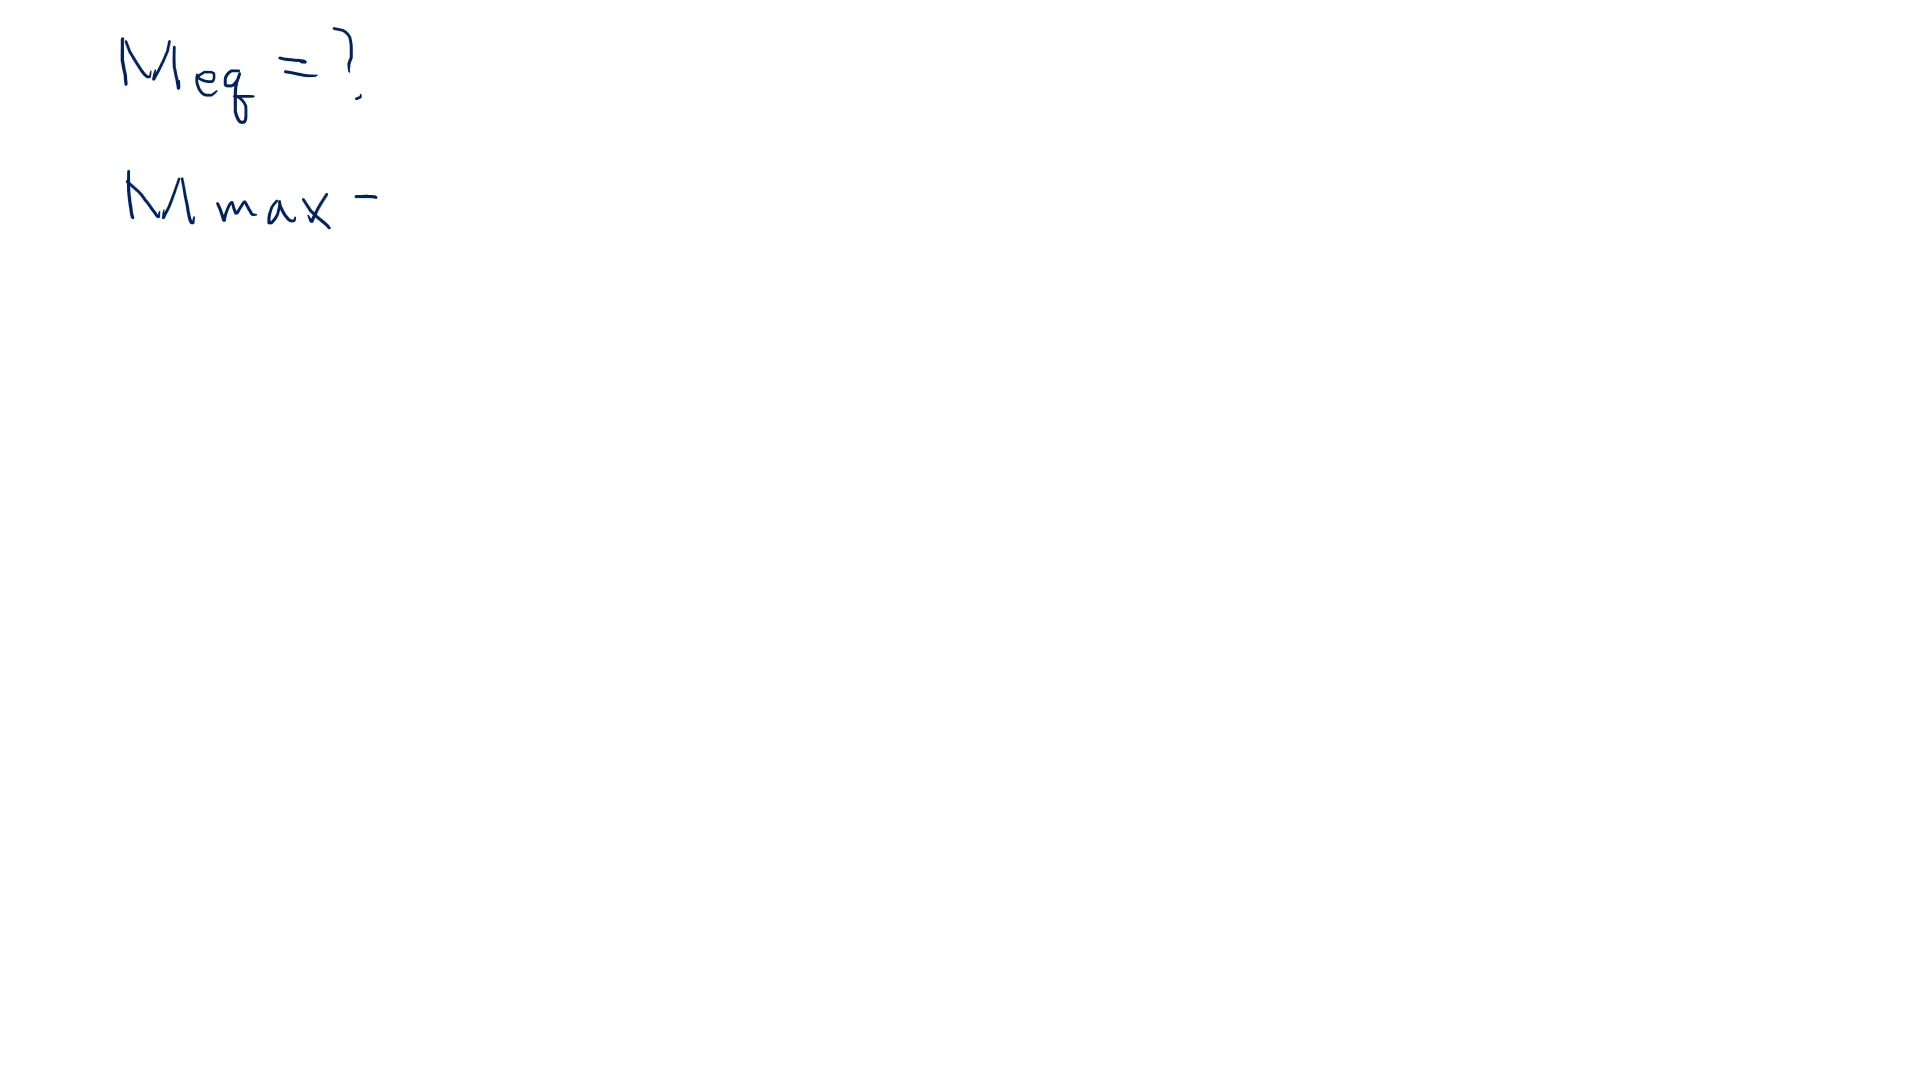 Meq = ?
Mmax -